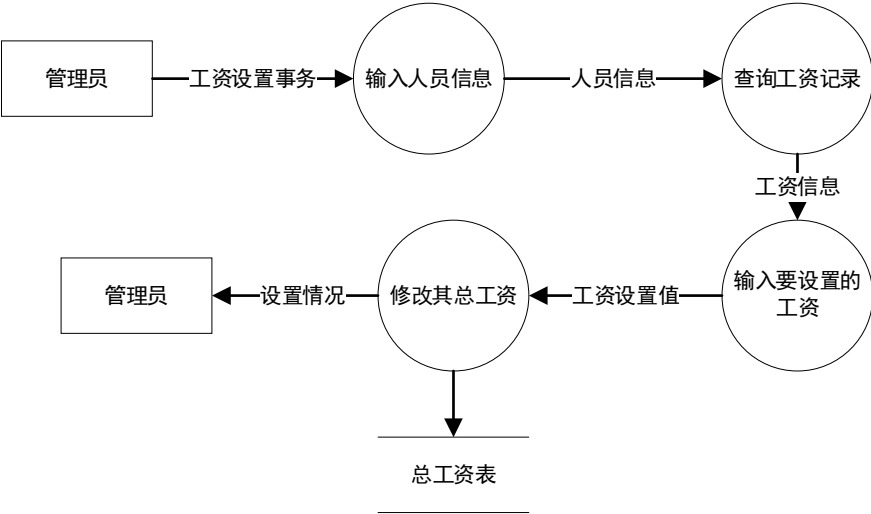 管理员
工资设置事务
输入人员信息
人员信息
查询工资记录
工资信息
输入要设置的
工资
工资设置值
修改其总工资
设置情况
管理员
总工资表